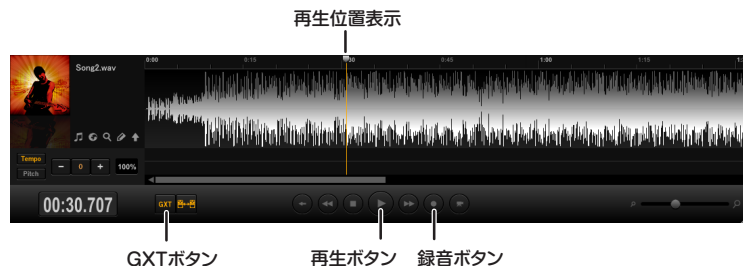 再生位置表示
0:00 0:15 0:30 0:45 1:00 1:15
Song2.wav
Tempo
− 0 + 100%
Pitch
00:30.707
GXT
GXTボタン 再生ボタン 録音ボタン